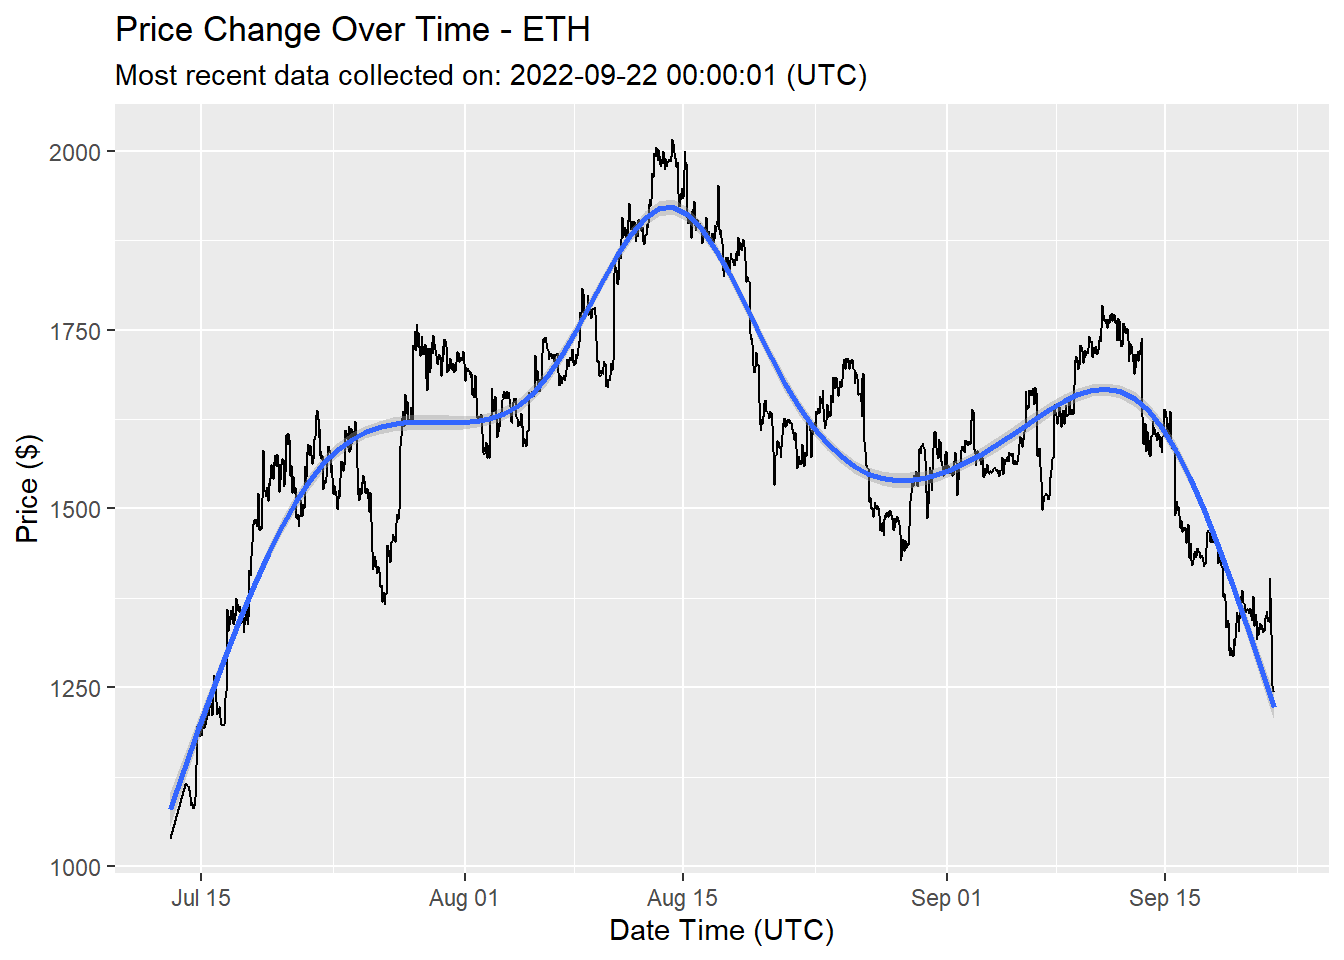 Price Change Over Time - ETH
Most recent data collected on: 2022-09-22 00:00:01 (UTC)
Price ($)
2000
1750
1500
1250
1000
Jul 15 Aug 01 Aug 15 Sep 01 Sep 15
Date Time (UTC)